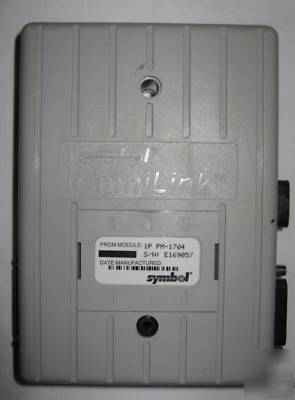 symbol
OmniLink
PROM MODULE: 1P PM-1704
S/N: E169057
DATE MANUFACTURED:
symbol